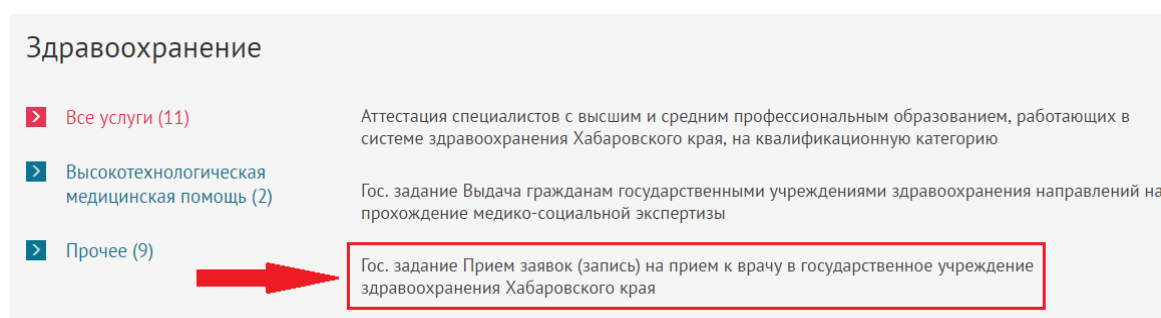 Здравоохранение
Все услуги (11)
Высокотехнологическая
медицинская помощь (2)
Прочее (9)
Аттестация специалистов с высшим и средним профессиональным образованием, работающих в
системе здравоохранения Хабаровского края, на квалификационную категорию
Гос. задание Выдача гражданам государственными учреждениями здравоохранения направлений на
прохождение медико-социальной экспертизы
Гос. задание Прием заявок (запись) на прием к врачу в государственное учреждение
здравоохранения Хабаровского края